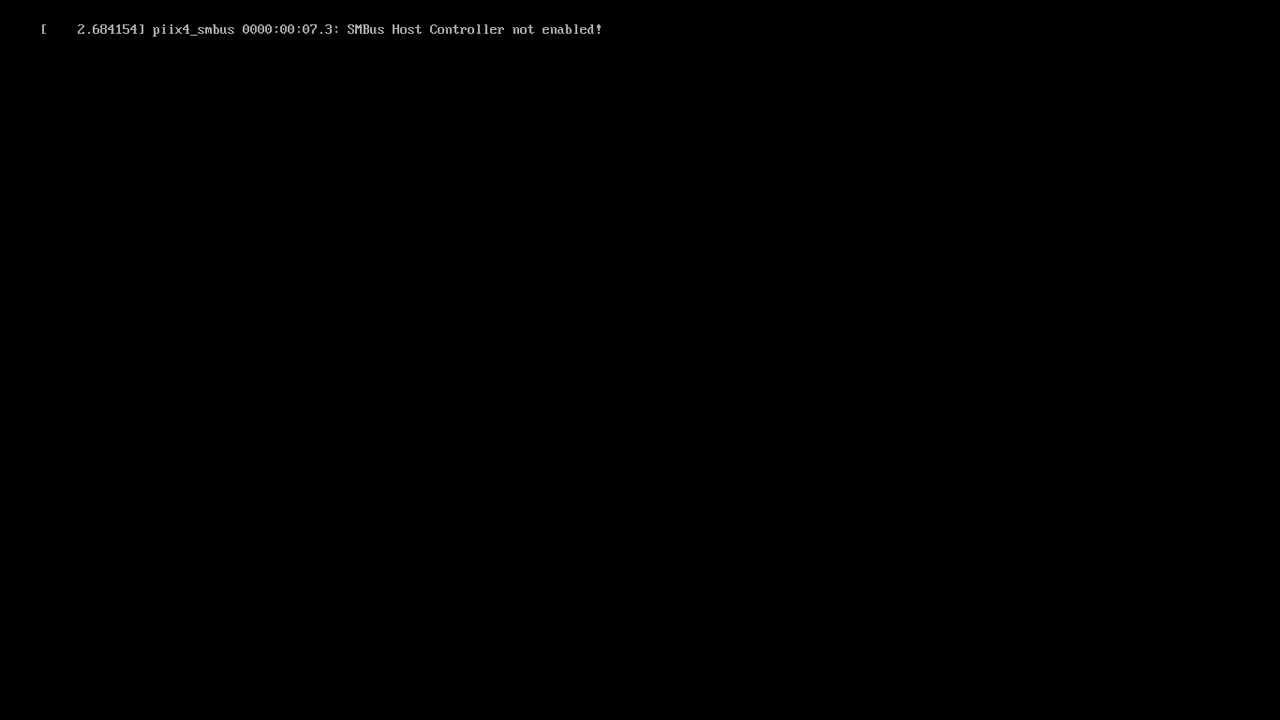 [    2.684154] piix4_smbus 0000:00:07.3: SMBus Host Controller not enabled!